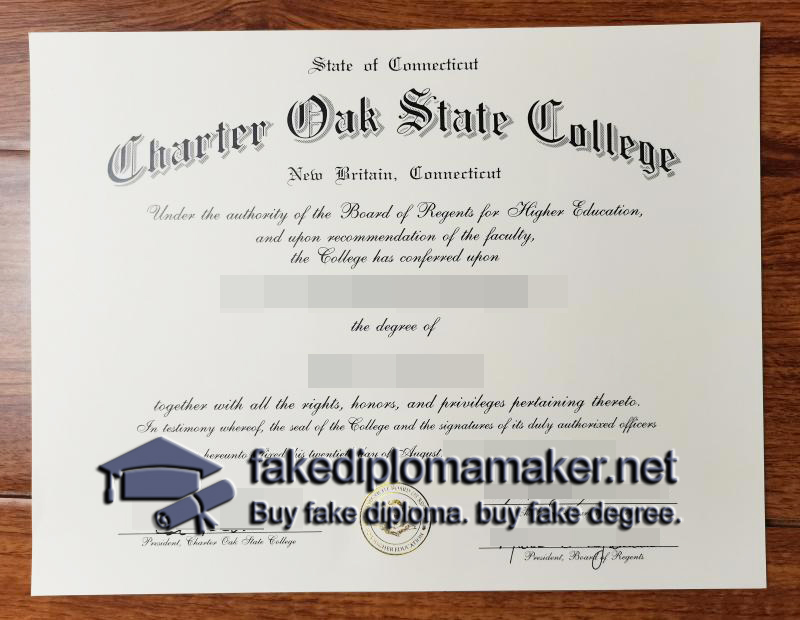 State of Connecticut
Charter Oak State College
New Britain, Connecticut
Under the authority of the Board of Regents for Higher Education,
and upon recommendation of the faculty,
the College has conferred upon
the degree of
together with all the rights, honors, and privileges pertaining thereto.
In testimony whereof, the seal of the College and the signatures of its duly authorized officers
hereunto day of August
fakediplomamaker.net
Buy fake diploma. buy fake degree.
President, Charter Oak State College
President, Board of Regents